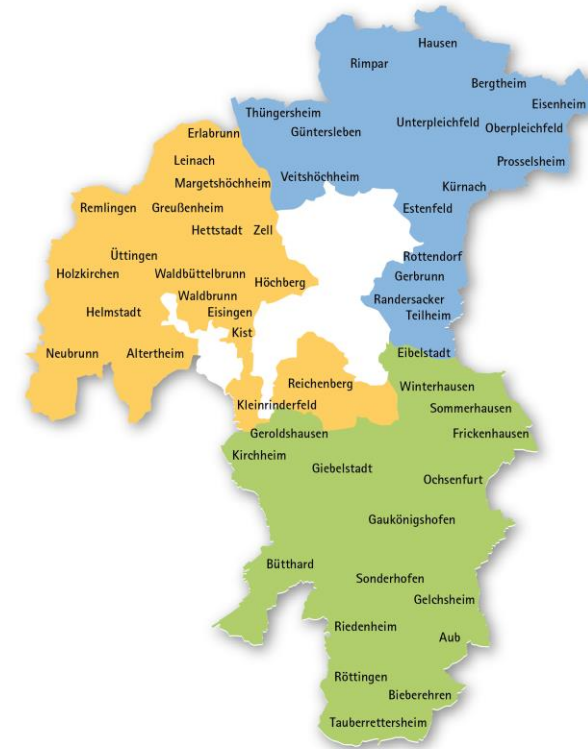 Hausen
Rimpar
Bergtheim
Eisenheim
Thüngersheim
Unterpleichfeld
Oberpleichfeld
Güntersleben
Erlabrunn
Leinach
Prosselsheim
Veitshöchheim
Margetshöchheim
Kürnach
Remlingen
Greußenheim
Estenfeld
Hettstadt
Zell
Üttingen
Rottendorf
Holzkirchen
Waldbüttelbrunn
Gerbrunn
Höchberg
Waldbrunn
Randersacker
Helmstadt
Eisingen
Teilheim
Kist
Neubrunn
Altertheim
Eibelstadt
Reichenberg
Winterhausen
Kleinrinderfeld
Sommerhausen
Geroldshausen
Frickenhausen
Kirchheim
Giebelstadt
Ochsenfurt
Gaukönigshofen
Bütthard
Sonderhofen
Gelchsheim
Riedenheim
Aub
Röttingen
Bieberehren
Tauberrettersheim